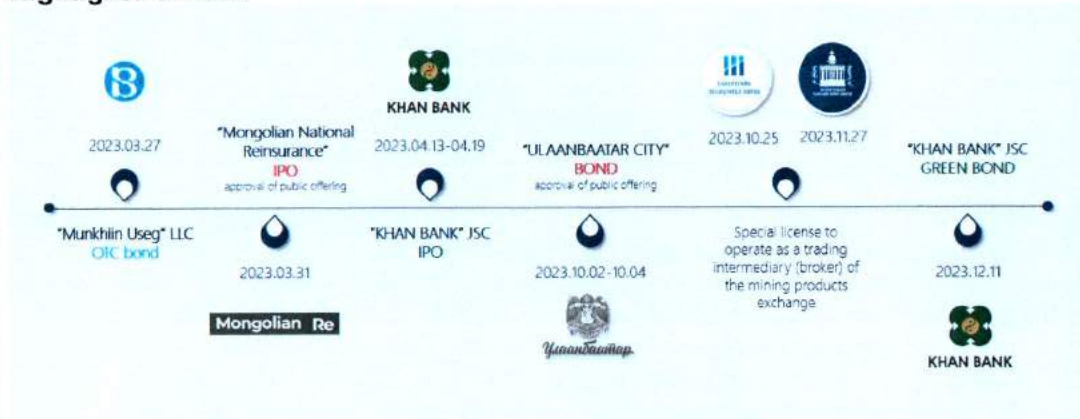 2023.03.27
"Munkhiin Useg" LLC
OTC bond
"Mongolian National
Reinsurance"
IPO
approval of public offering
2023.03.31
Mongolian Re
KHAN BANK
2023.04.13-04.19
"KHAN BANK" JSC
IPO
"ULAANBAATAR CITY"
BOND
approval of public offering
2023.10.02-10.04
Улаанбаатар
2023.10.25
2023.11.27
Special license to
operate as a trading
intermediary (broker) of
the mining products
exchange
"KHAN BANK" JSC
GREEN BOND
2023.12.11
KHAN BANK